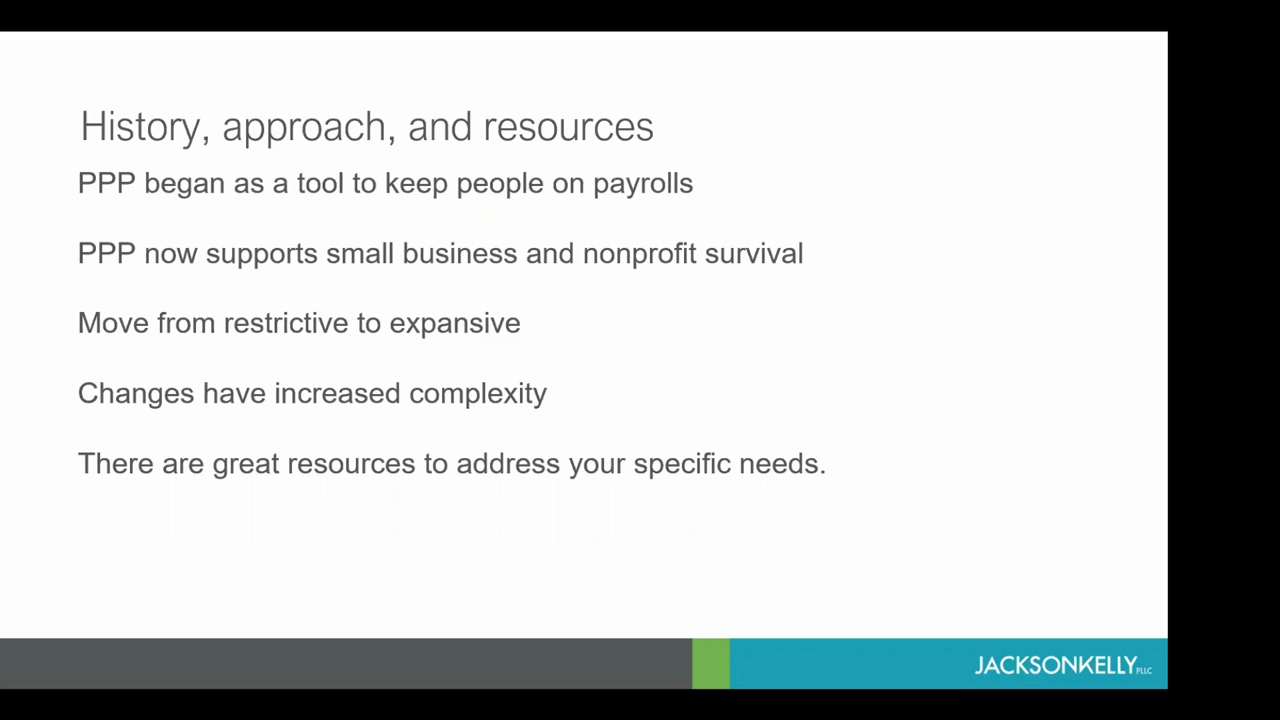 History, approach, and resources
PPP began as a tool to keep people on payrolls
PPP now supports small business and nonprofit survival
Move from restrictive to expansive
Changes have increased complexity
There are great resources to address your specific needs.
JACKSONKELLY PLLC